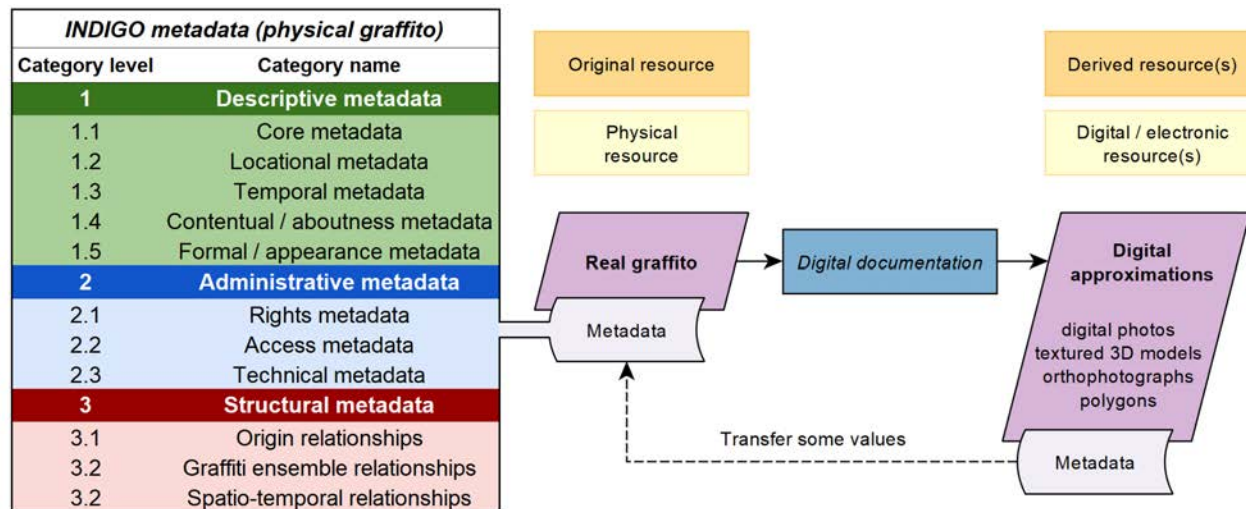 INDIGO metadata (physical graffito)
Category level Category name
1 Descriptive metadata
1.1 Core metadata
1.2 Locational metadata
1.3 Temporal metadata
1.4 Contentual / aboutness metadata
1.5 Formal / appearance metadata
2 Administrative metadata
2.1 Rights metadata
2.2 Access metadata
2.3 Technical metadata
3 Structural metadata
3.1 Origin relationships
3.2 Graffiti ensemble relationships
3.2 Spatio-temporal relationships
Original resource
Physical
resource
Real graffito
Metadata
Digital documentation
Derived resource(s)
Digital / electronic
resource(s)
Digital
approximations
digital photos
textured 3D models
orthophotographs
polygons
Metadata
Transfer some values